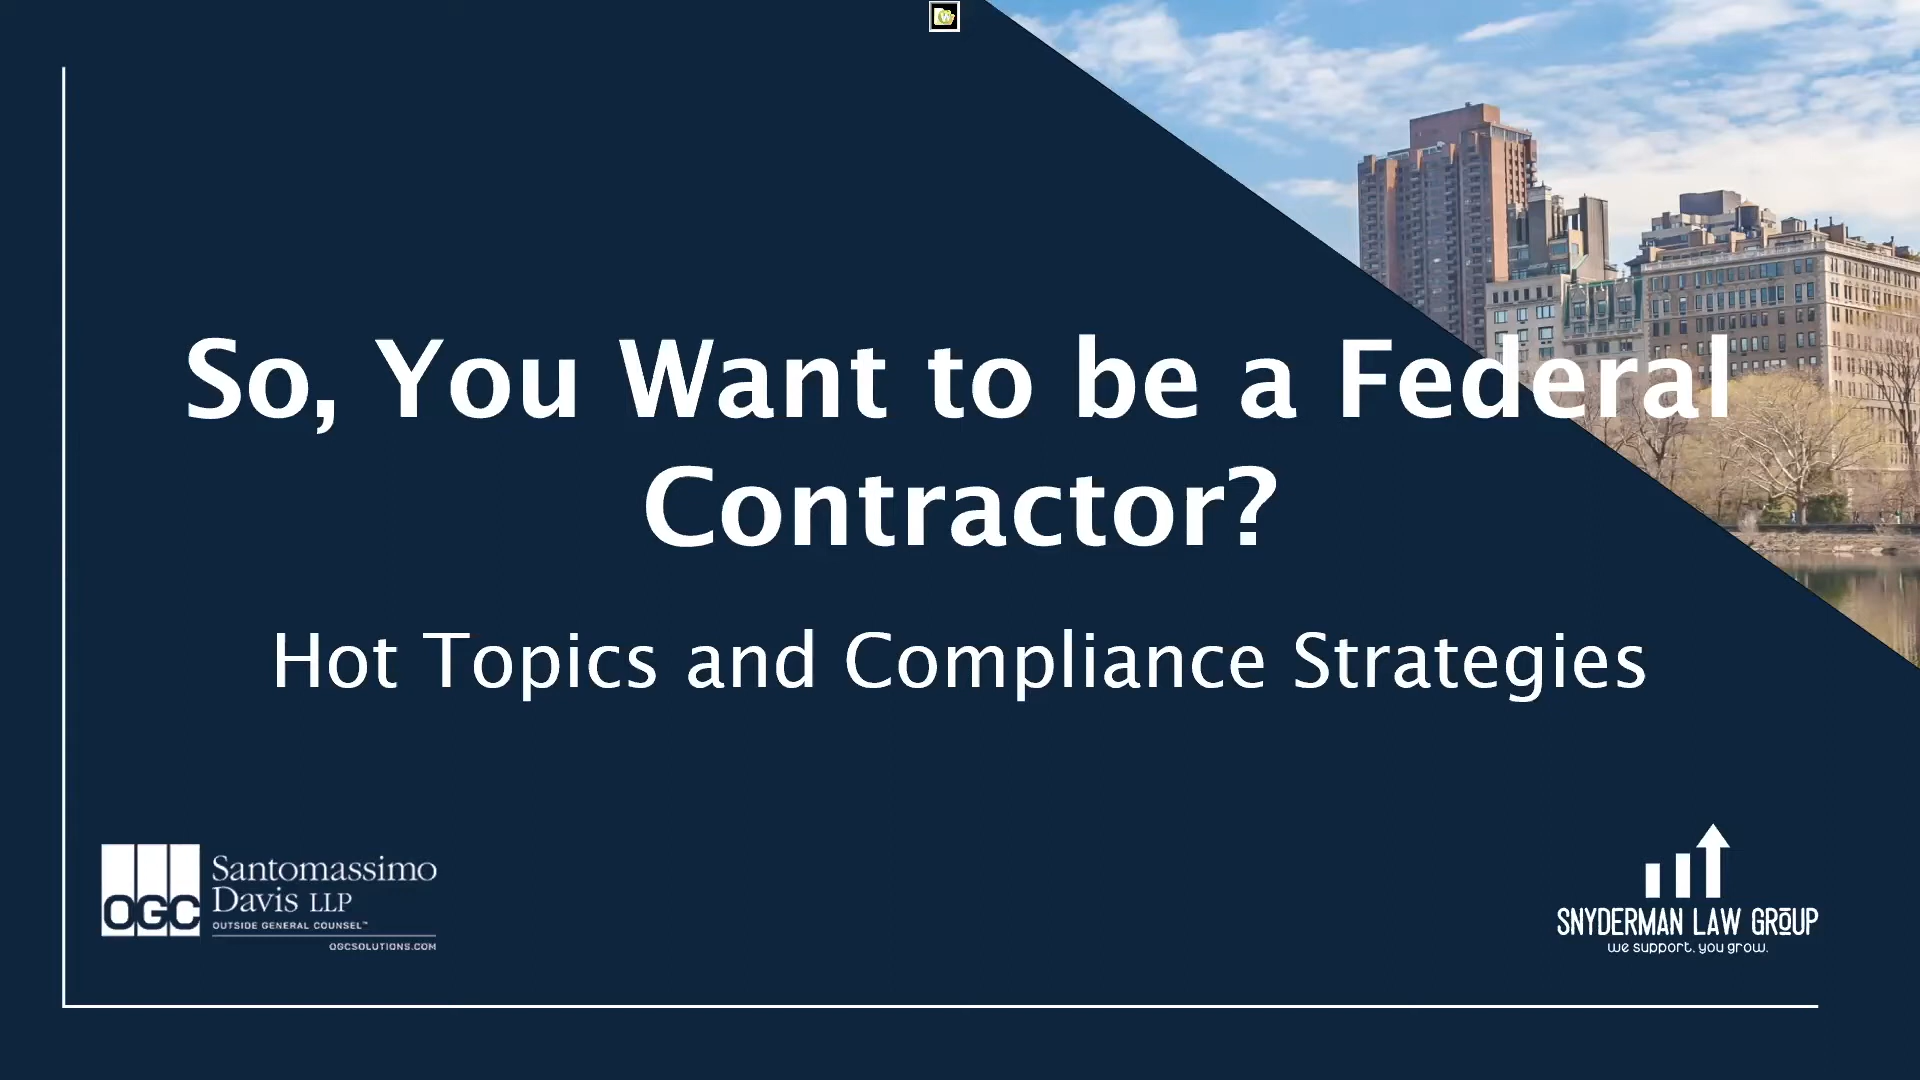 So, You Want to be a Federal
Contractor?
Hot Topics and Compliance Strategies
OGC
Santomassimo
Davis LLP
OUTSIDE GENERAL COUNSEL™
OGCSOLUTIONS.COM
SNYDERMAN LAW GRŌUP
we support. you grow.